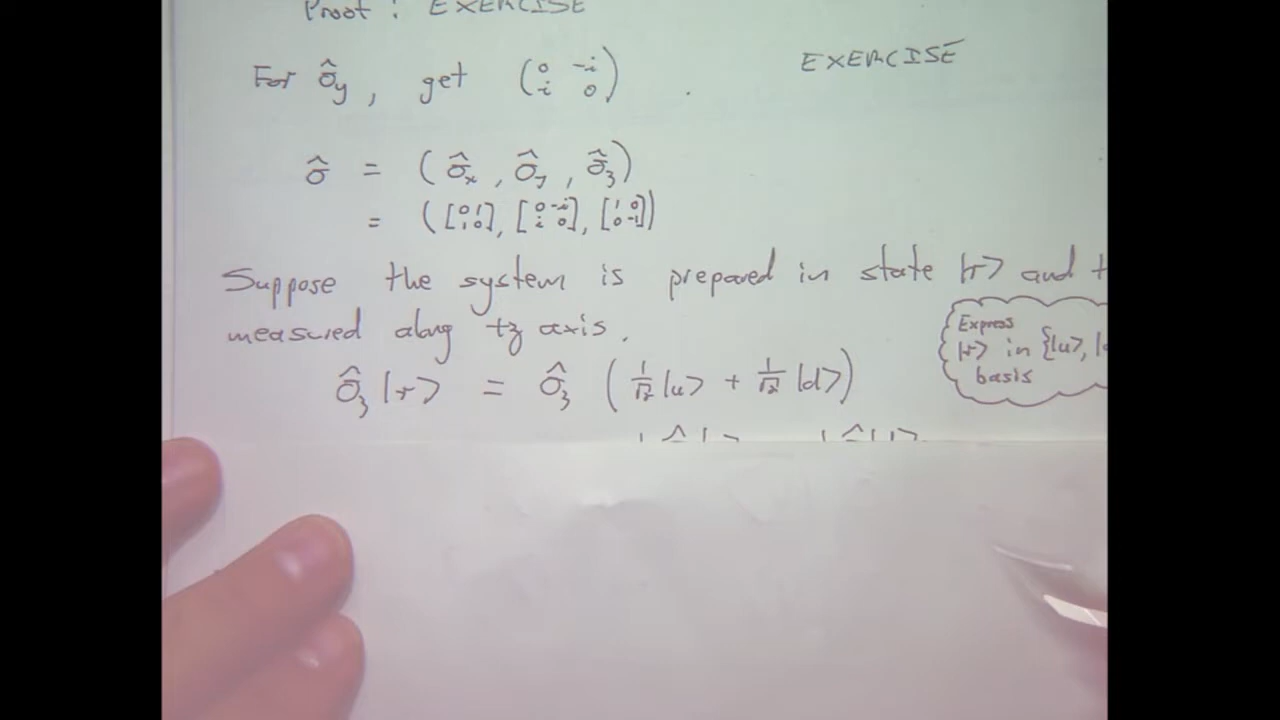 Proof : EXERCISE
For σ̂y , get (0 -i
i 0) . EXERCISE
σ̂ = (σ̂x , σ̂y , σ̂z)
= ([0 1 1 0], [0 -i i 0], [1 0 0 -1])
Suppose the system is prepared in state |r> and
measured along +z axis.
Express
|r> in {|u>,
basis
σ̂z |r> = σ̂z (1/√2 |u> + 1/√2 |d>)